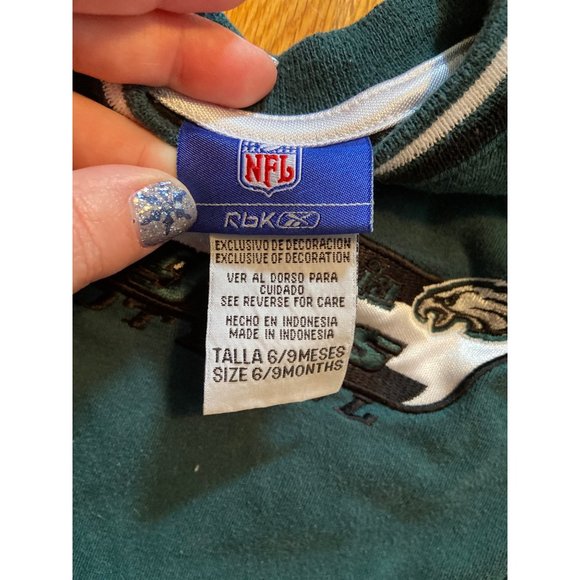 NFL
RbK
EXCLUSIVO DE DECORACION
EXCLUSIVE OF DECORATION
VER AL DORSO PARA
CUIDADO
SEE REVERSE FOR CARE
HECHO EN INDONESIA
MADE IN INDONESIA
TALLA 6/9MESES
SIZE 6/9MONTHS